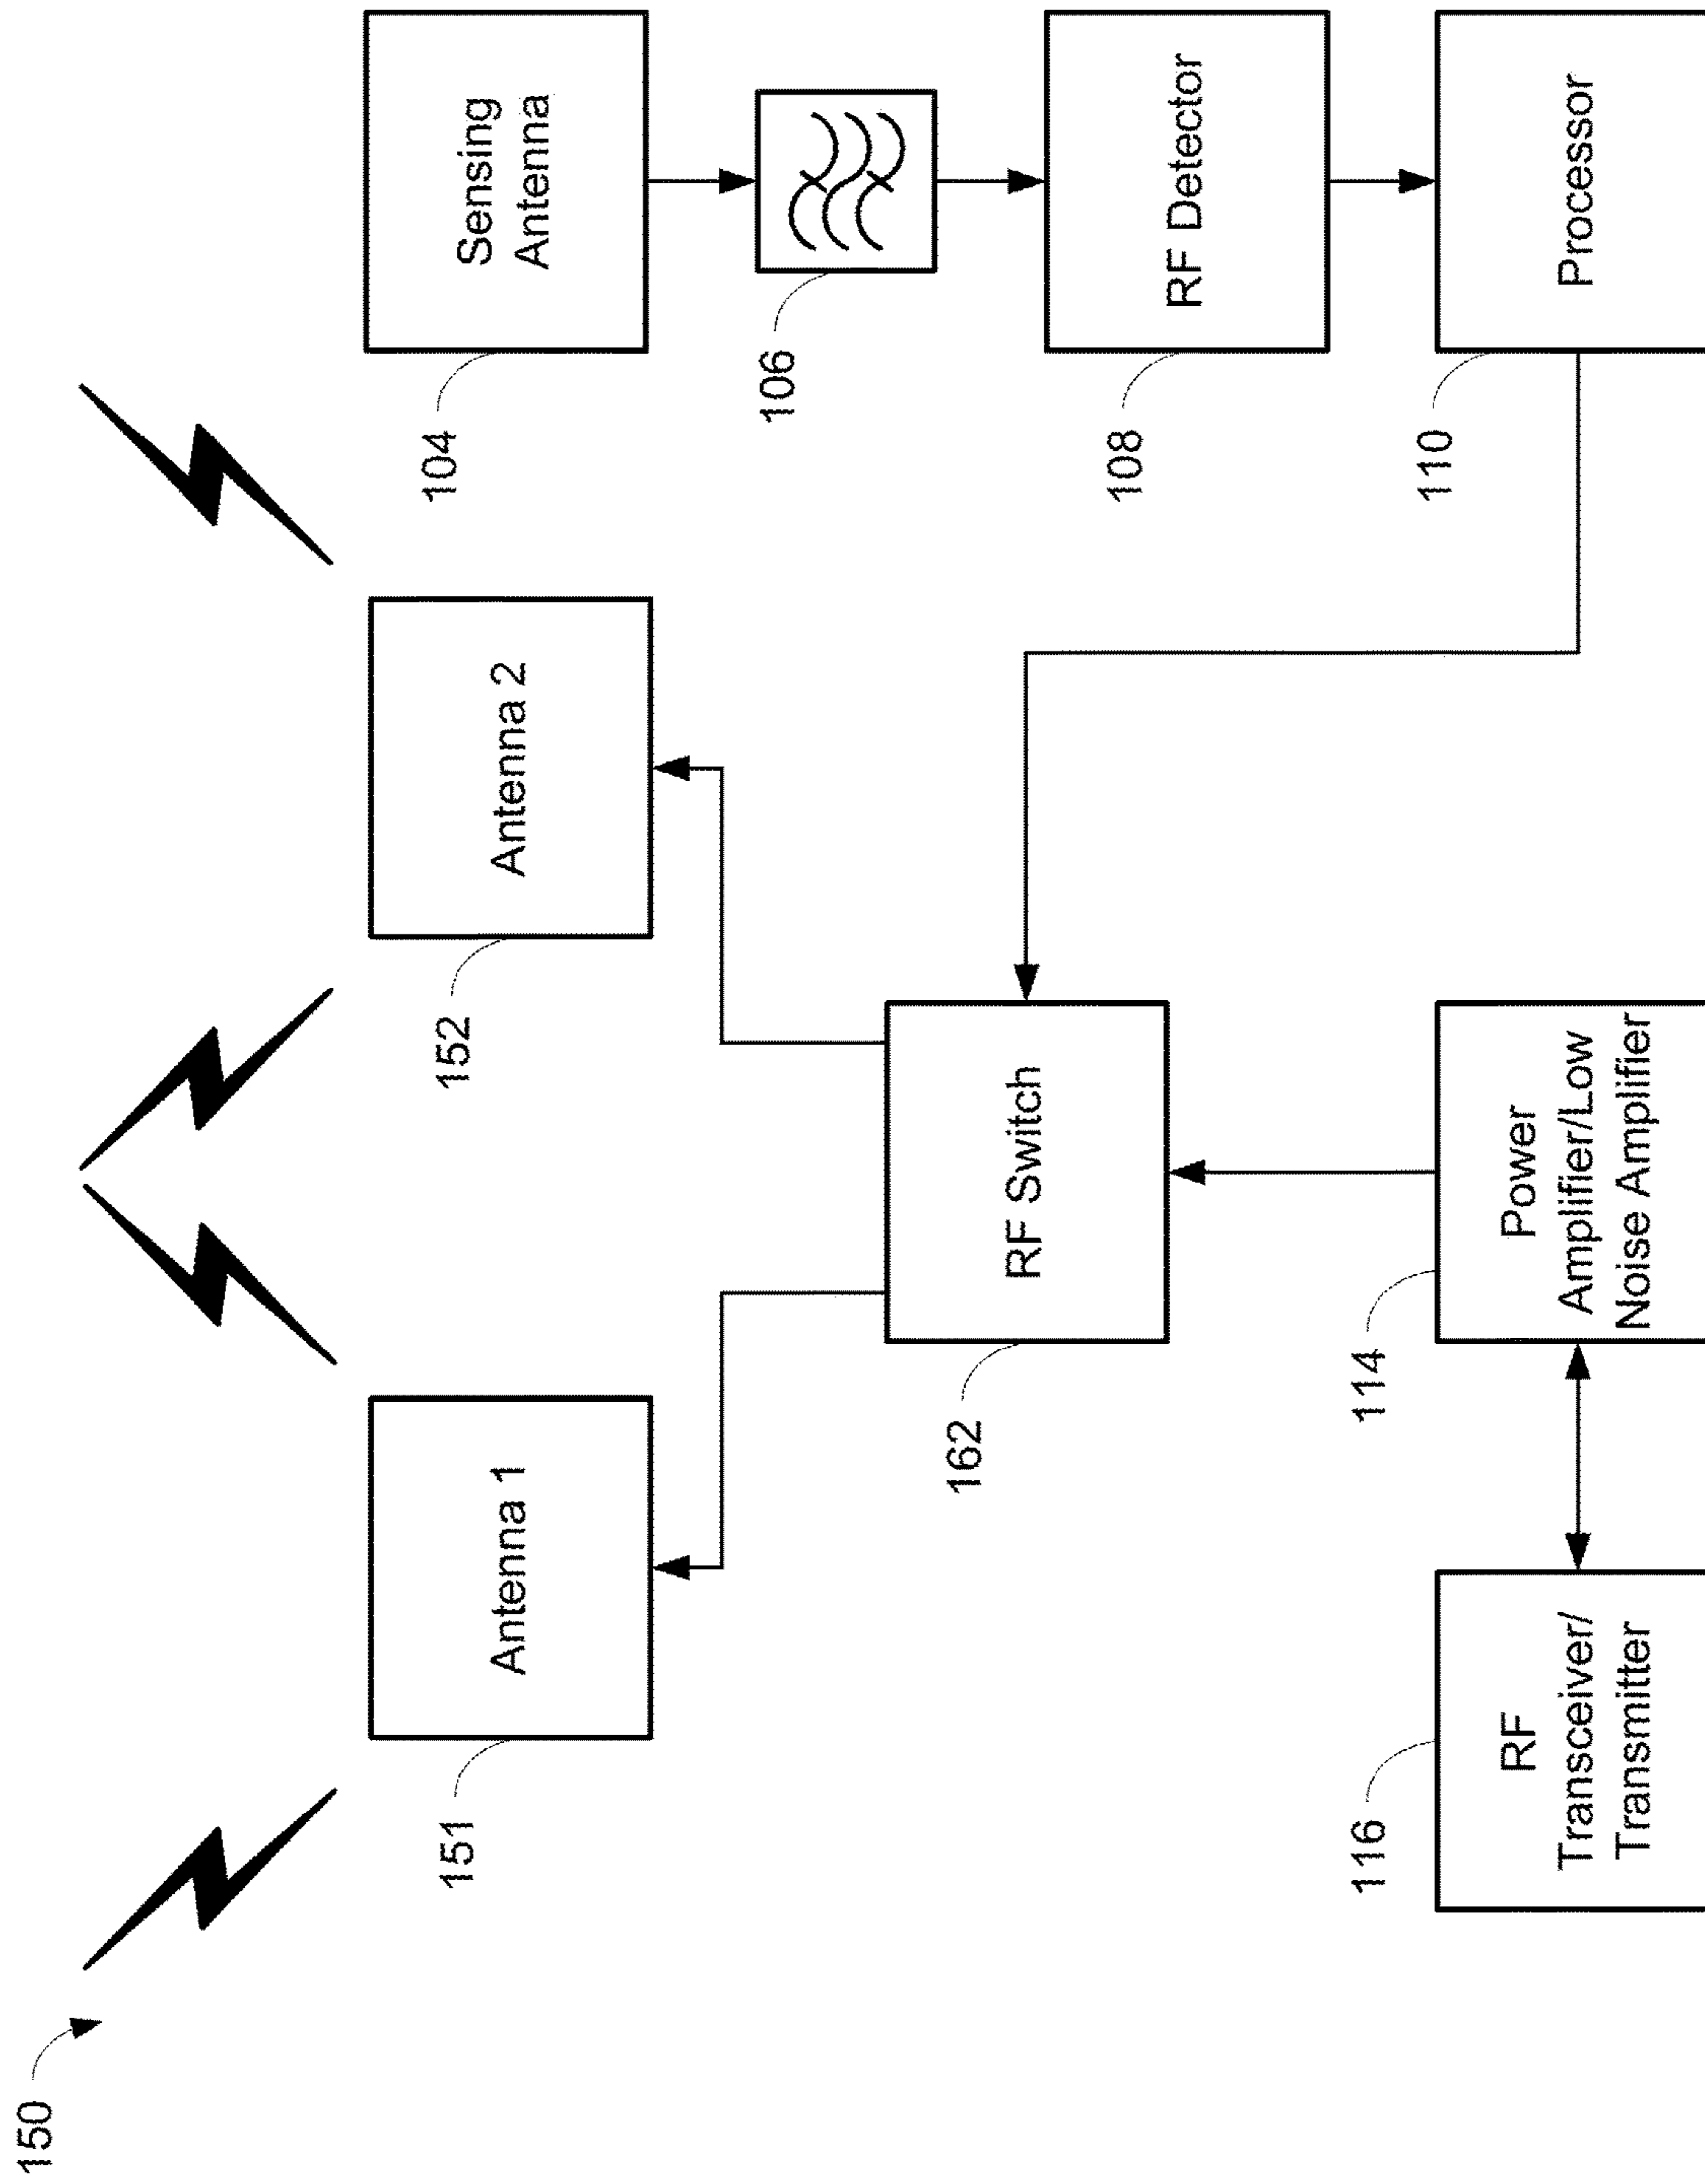 150
Antenna 1
151
Antenna 2
152
Sensing
Antenna
104
106
RF Switch
162
RF Detector
108
RF
Transceiver/
Transmitter
116
Power
Amplifier/Low
Noise Amplifier
114
Processor
110